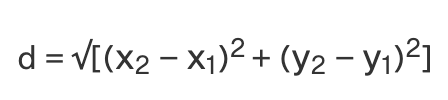 d = √[(x₂ − x₁)² + (y₂ − y₁)²]